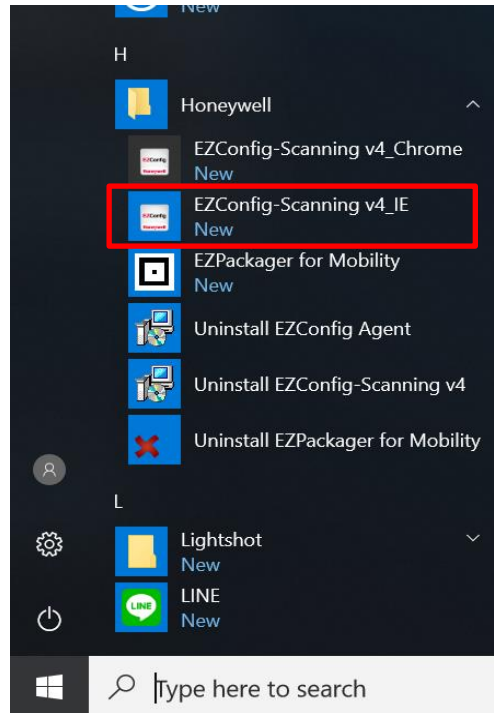 New
H
Honeywell
EZConfig-Scanning v4_Chrome
New
EZConfig-Scanning v4_IE
New
EZPackager for Mobility
New
Uninstall EZConfig Agent
Uninstall EZConfig-Scanning v4
Uninstall EZPackager for Mobility
L
Lightshot
New
LINE
LINE
New
Type here to search